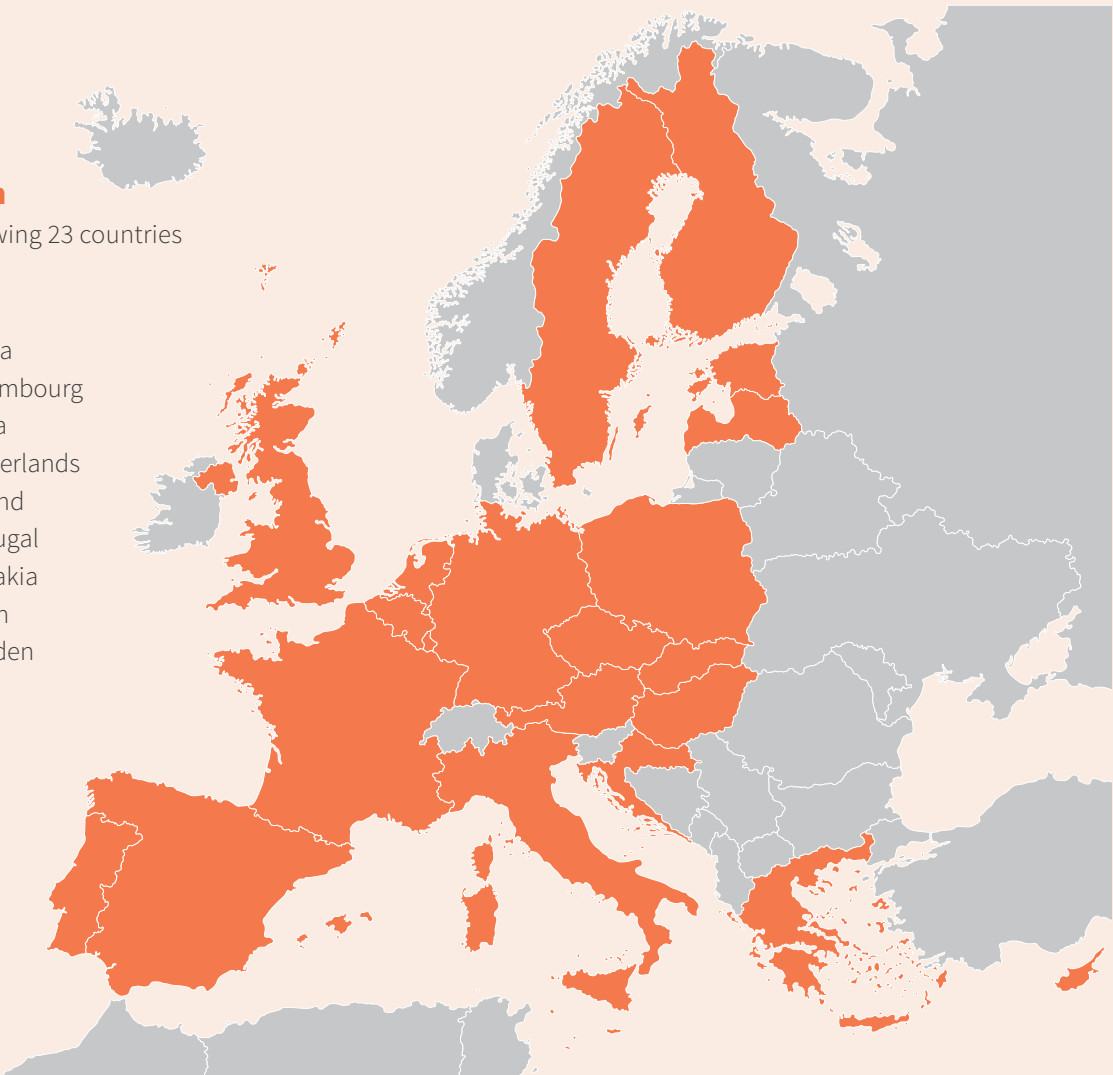 n
wing 23 countries
a
mbourg
a
erlands
nd
ugal
akia
n
den